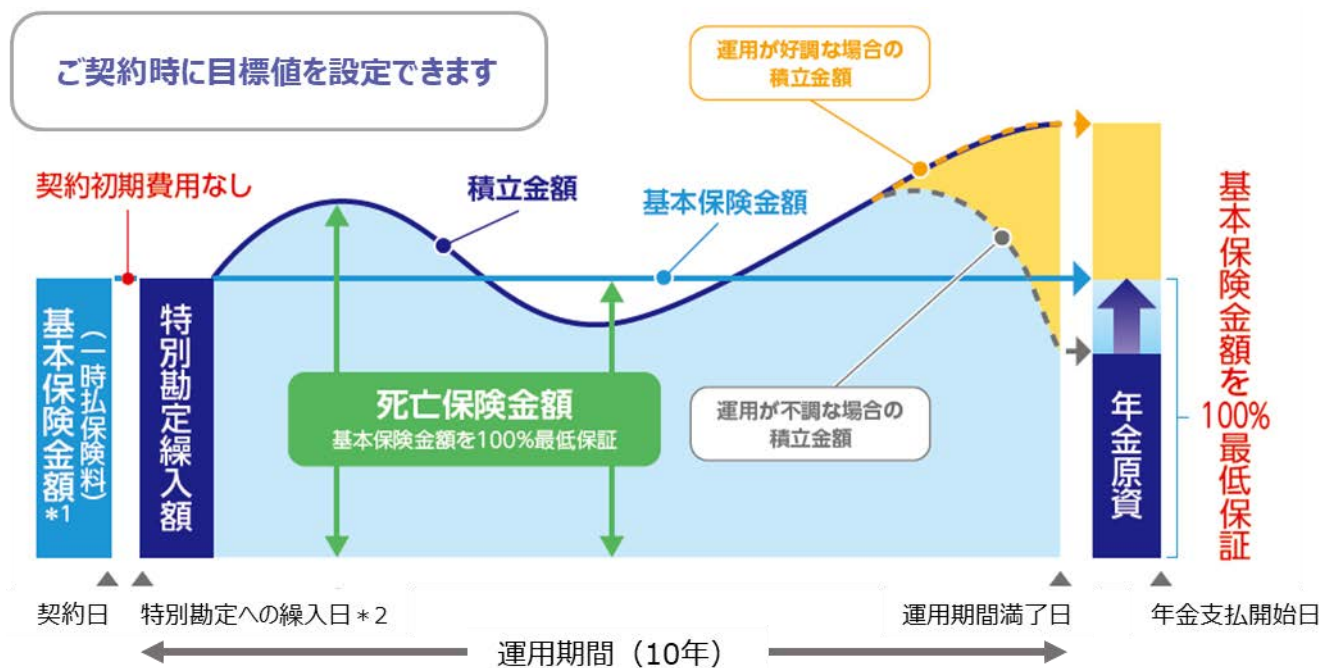 ご契約時に目標値を設定できます
運用が好調な場合の
積立金額
契約初期費用なし
積立金額
基本保険金額
基本保険金額*1
（一時払保険料）
特別勘定繰入額
死亡保険金額
基本保険金額を100%最低保証
運用が不調な場合の
積立金額
年金原資
基本保険金額を100%最低保証
契約日
特別勘定への繰入日＊2
運用期間満了日
年金支払開始日
運用期間（10年）